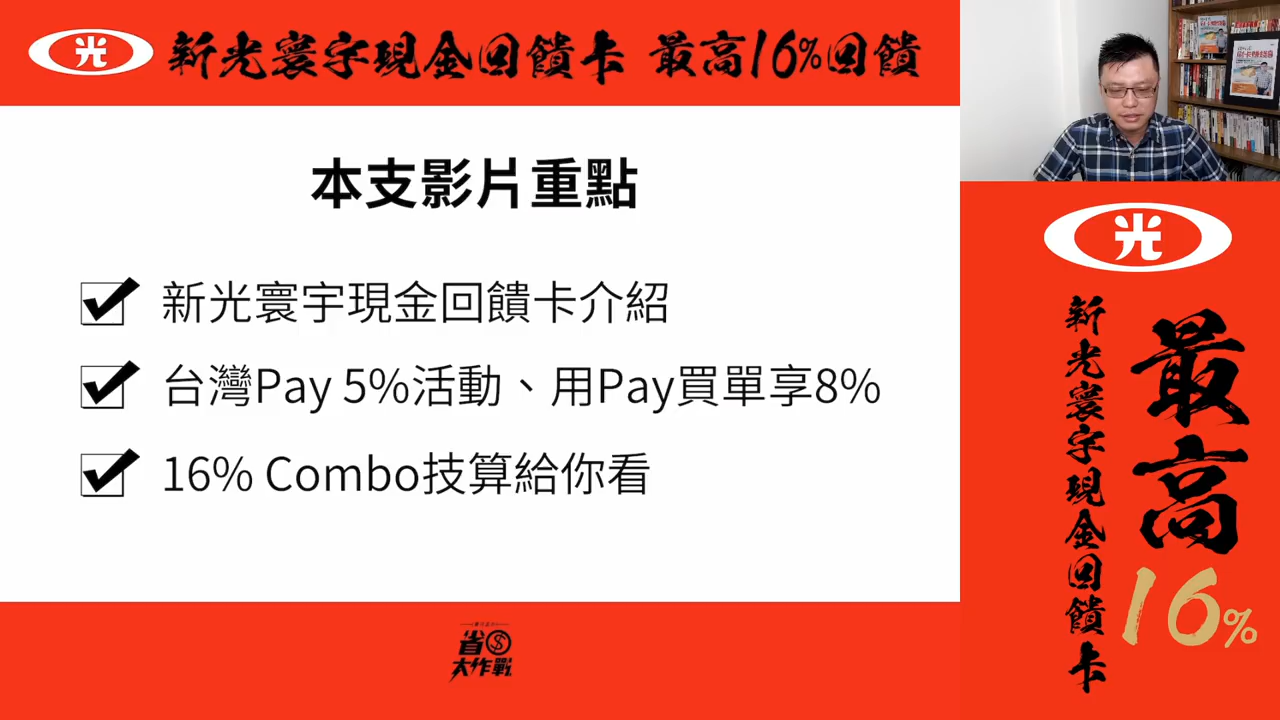 光 新光寰宇現金回饋卡 最高16%回饋
本支影片重點
新光寰宇現金回饋卡介紹
台灣Pay 5%活動、用Pay買單享8%
16% Combo技算給你看
省$
大作戰
光
最高16%
新光寰宇現金回饋卡